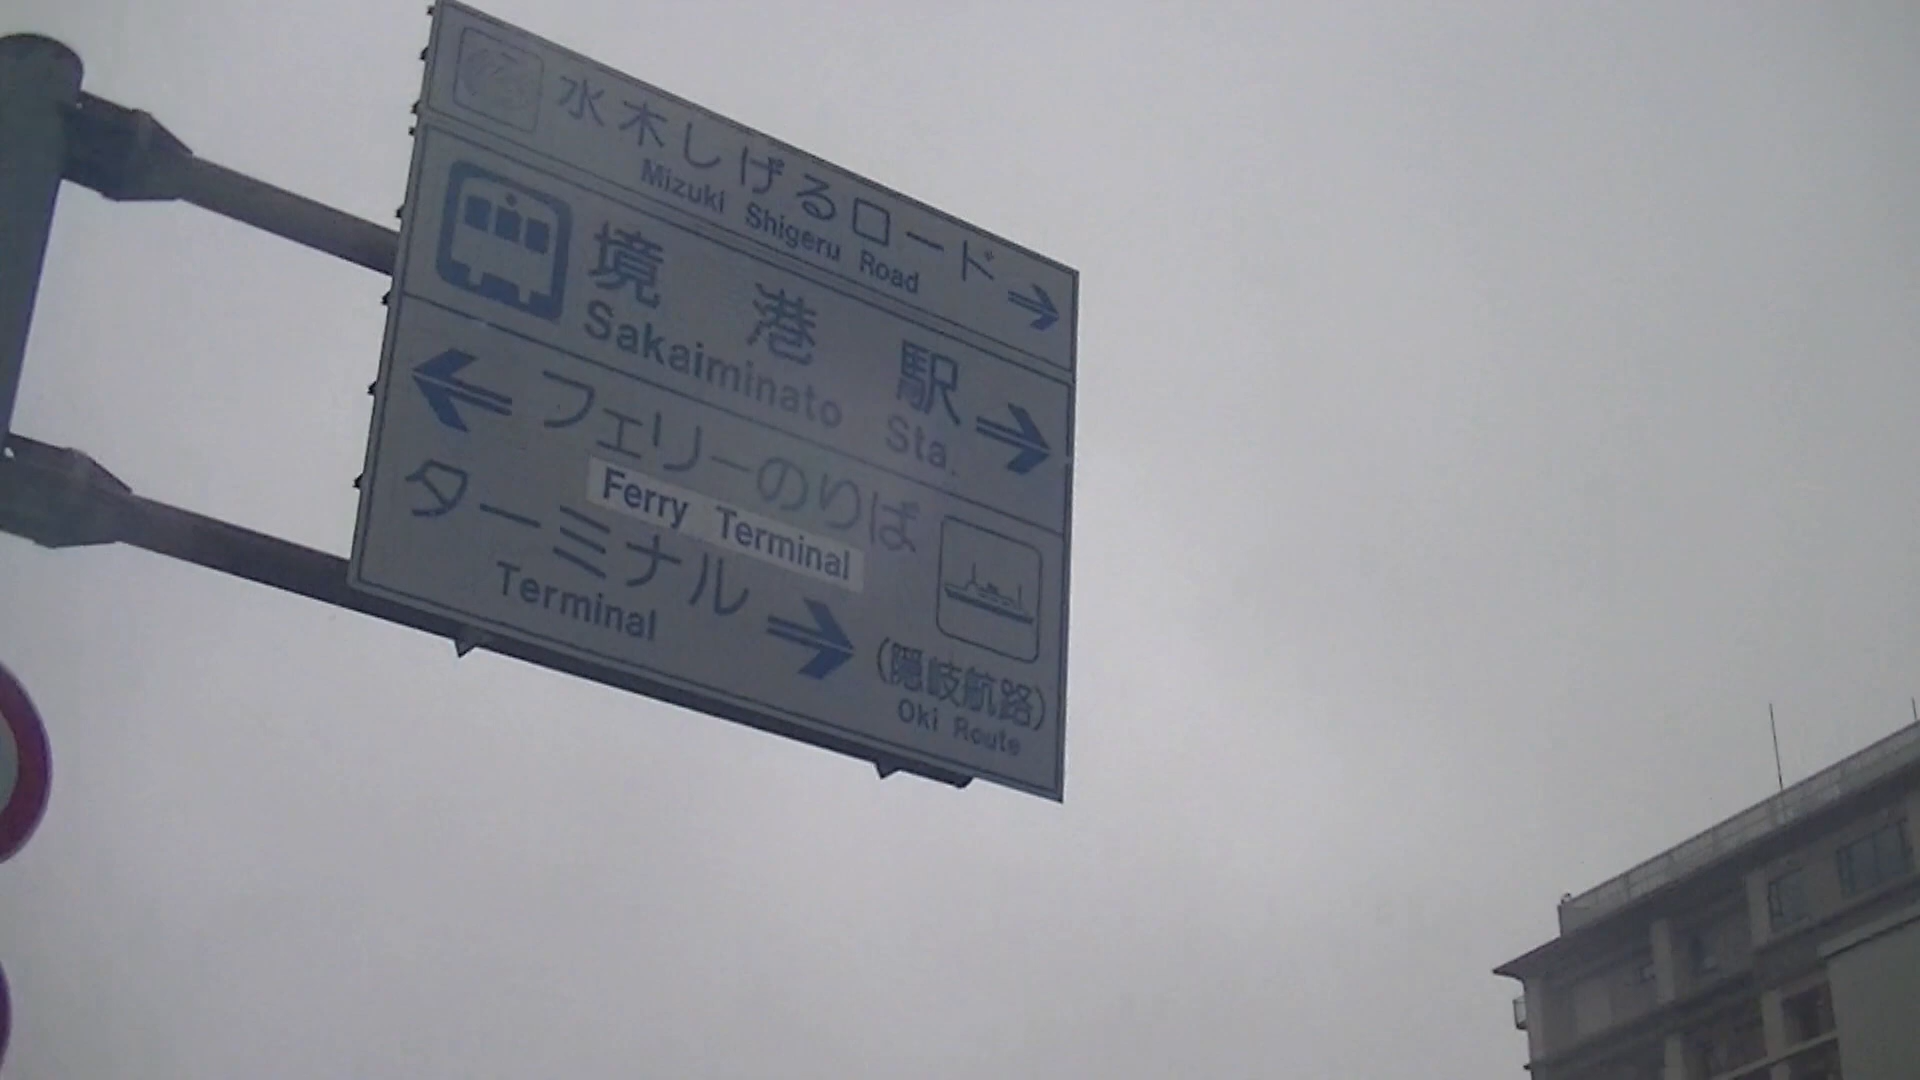 水木しげるロード
Mizuki Shigeru Road
境港駅
Sakaiminato Sta.
フェリーのりば
Ferry Terminal
ターミナル
Terminal
(隠岐航路)
Oki Route